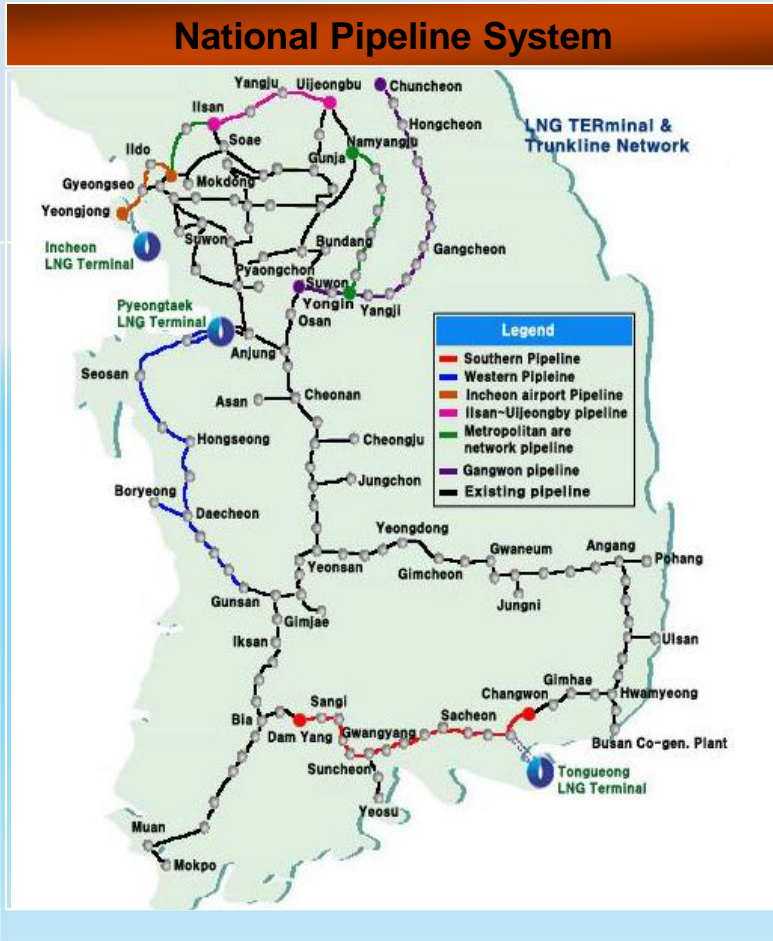 National Pipeline System
Yangju
Uijeongbu
Chuncheon
Ilsan
Hongcheon
LNG TERminal &
Trunkline Network
Soae
Namyangju
Ildo
Gunja
Gyeongseo
Mokdong
Yeongjong
Incheon
LNG Terminal
Suwon
Bundang
Gangcheon
Pyaongchon
Suwon
Yongin
Yangji
Pyeongtaek
LNG Terminal
Osan
Anjung
Legend
Southern Pipeline
Western Pipleine
Incheon airport Pipeline
Ilsan~Uijeongby pipeline
Metropolitan are
network pipeline
Gangwon pipeline
Existing pipeline
Seosan
Asan
Cheonan
Hongseong
Cheongju
Jungchon
Boryeong
Daecheon
Yeongdong
Gwaneum
Angang
Pohang
Yeonsan
Gimcheon
Gunsan
Jungni
Gimjae
Iksan
Ulsan
Gimhae
Changwon
Hwamyeong
Sangi
Sacheon
Bia
Dam Yang
Gwangyang
Busan Co-gen. Plant
Suncheon
Tongueong
LNG Terminal
Yeosu
Muan
Mokpo